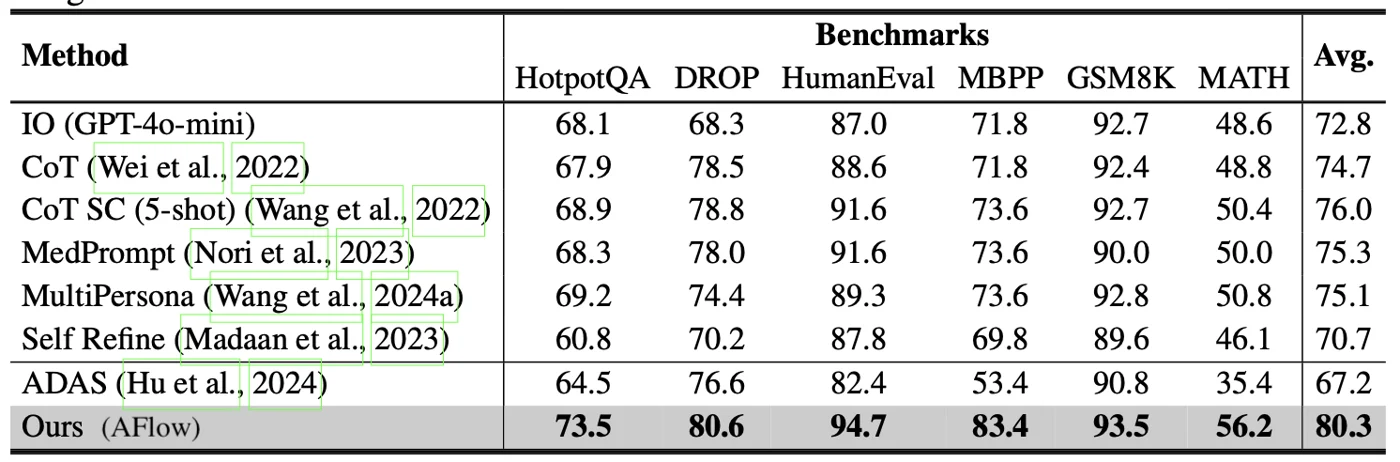 Method Benchmarks Avg.
HotpotQA DROP HumanEval MBPP GSM8K MATH
IO (GPT-4o-mini) 68.1 68.3 87.0 71.8 92.7 48.6 72.8
CoT (Wei et al., 2022) 67.9 78.5 88.6 71.8 92.4 48.8 74.7
CoT SC (5-shot) (Wang et al., 2022) 68.9 78.8 91.6 73.6 92.7 50.4 76.0
MedPrompt (Nori et al., 2023) 68.3 78.0 91.6 73.6 90.0 50.0 75.3
MultiPersona (Wang et al., 2024a) 69.2 74.4 89.3 73.6 92.8 50.8 75.1
Self Refine (Madaan et al., 2023) 60.8 70.2 87.8 69.8 89.6 46.1 70.7
ADAS (Hu et al., 2024) 64.5 76.6 82.4 53.4 90.8 35.4 67.2
Ours (AFlow) 73.5 80.6 94.7 83.4 93.5 56.2 80.3